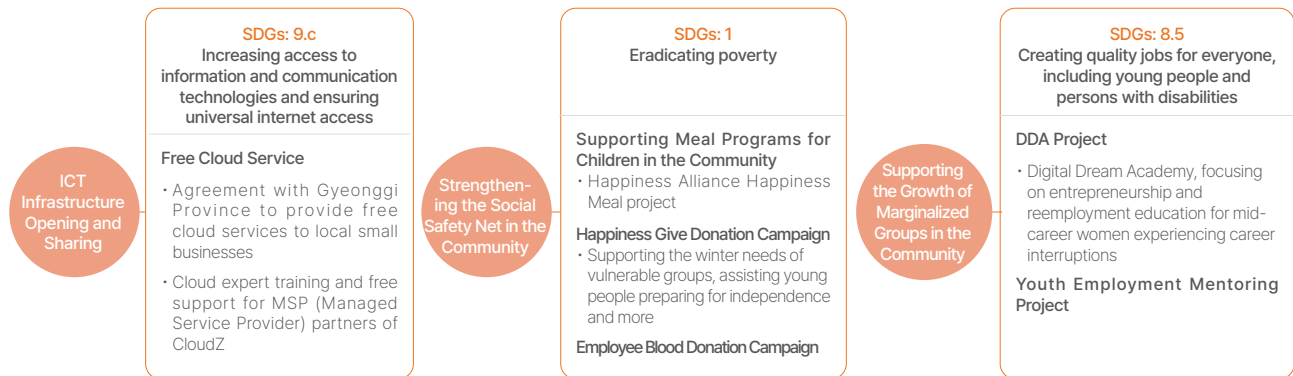 ICT
Infrastructure
Opening and
Sharing
SDGs: 9.c
Increasing access to
information and communication
technologies and ensuring
universal internet access
Free Cloud Service
· Agreement with Gyeonggi
Province to provide free
cloud services to local small
businesses
· Cloud expert training and free
support for MSP (Managed
Service Provider) partners of
CloudZ
Strengthen-
ing the Social
Safety Net in the
Community
SDGs: 1
Eradicating poverty
Supporting Meal Programs for
Children in the Community
· Happiness Alliance Happiness
Meal project
Happiness Give Donation Campaign
· Supporting the winter needs of
vulnerable groups, assisting young
people preparing for independence
and more
Employee Blood Donation Campaign
Supporting
the Growth of
Marginalized
Groups in the
Community
SDGs: 8.5
Creating quality jobs for everyone,
including young people and
persons with disabilities
DDA Project
· Digital Dream Academy, focusing
on entrepreneurship and
reemployment education for mid-
career women experiencing career
interruptions
Youth Employment Mentoring
Project